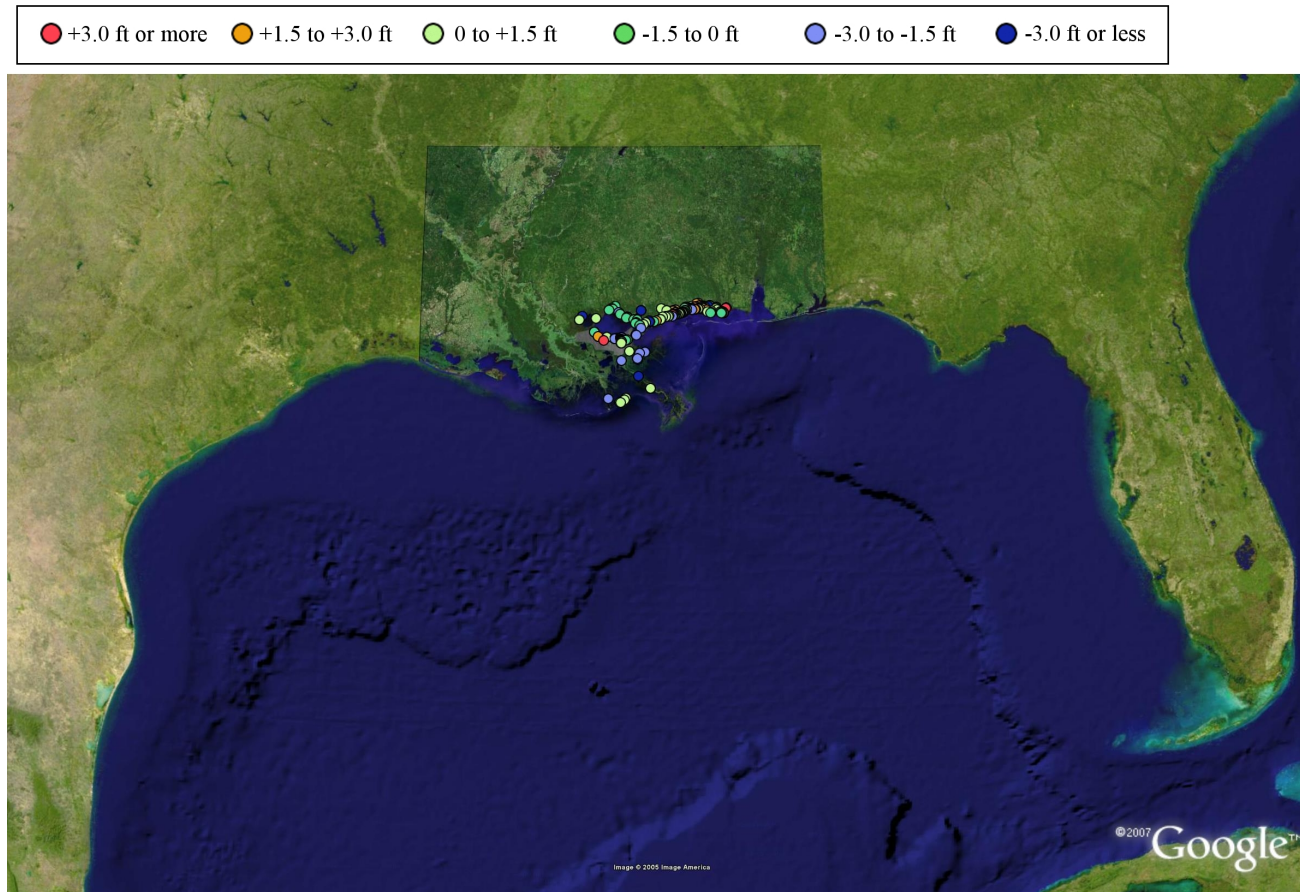 +3.0 ft or more +1.5 to +3.0 ft 0 to +1.5 ft -1.5 to 0 ft -3.0 to -1.5 ft -3.0 ft or less
©2007 Google™
Image © 2005 Image America